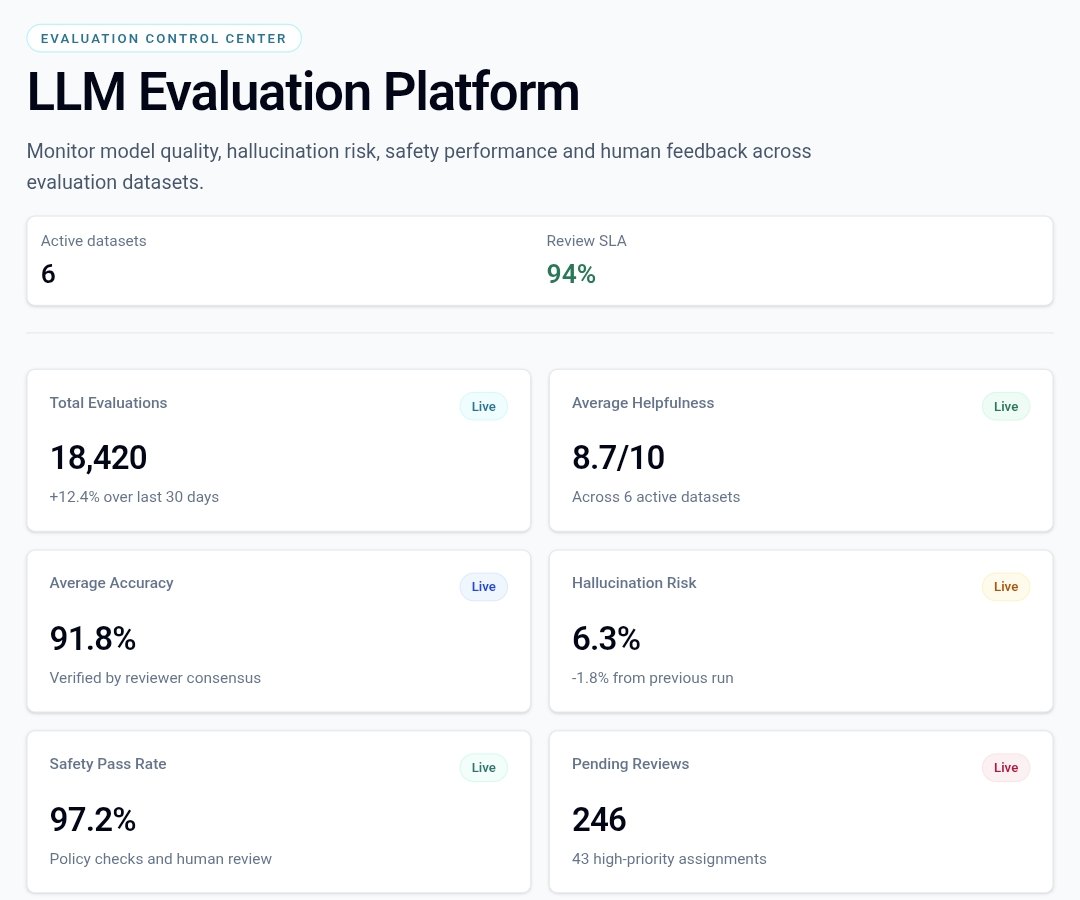 EVALUATION CONTROL CENTER
LLM Evaluation Platform
Monitor model quality, hallucination risk, safety performance and human feedback across
evaluation datasets.
Active datasets
6
Review SLA
94%
Total Evaluations
Live
18,420
+12.4% over last 30 days
Average Helpfulness
Live
8.7/10
Across 6 active datasets
Average Accuracy
Live
91.8%
Verified by reviewer consensus
Hallucination Risk
Live
6.3%
-1.8% from previous run
Safety Pass Rate
Live
97.2%
Policy checks and human review
Pending Reviews
Live
246
43 high-priority assignments